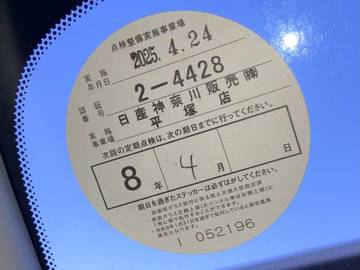 点検整備実施事業場
実施年月日 2025.4.24
認証番号 2-4428
実施事業場 日産神奈川販売㈱
平塚店
次回の定期点検は、次の期日までに行ってください。
8年 4月 日
期日を過ぎたステッカーは必ずはがしてください。
I 052196